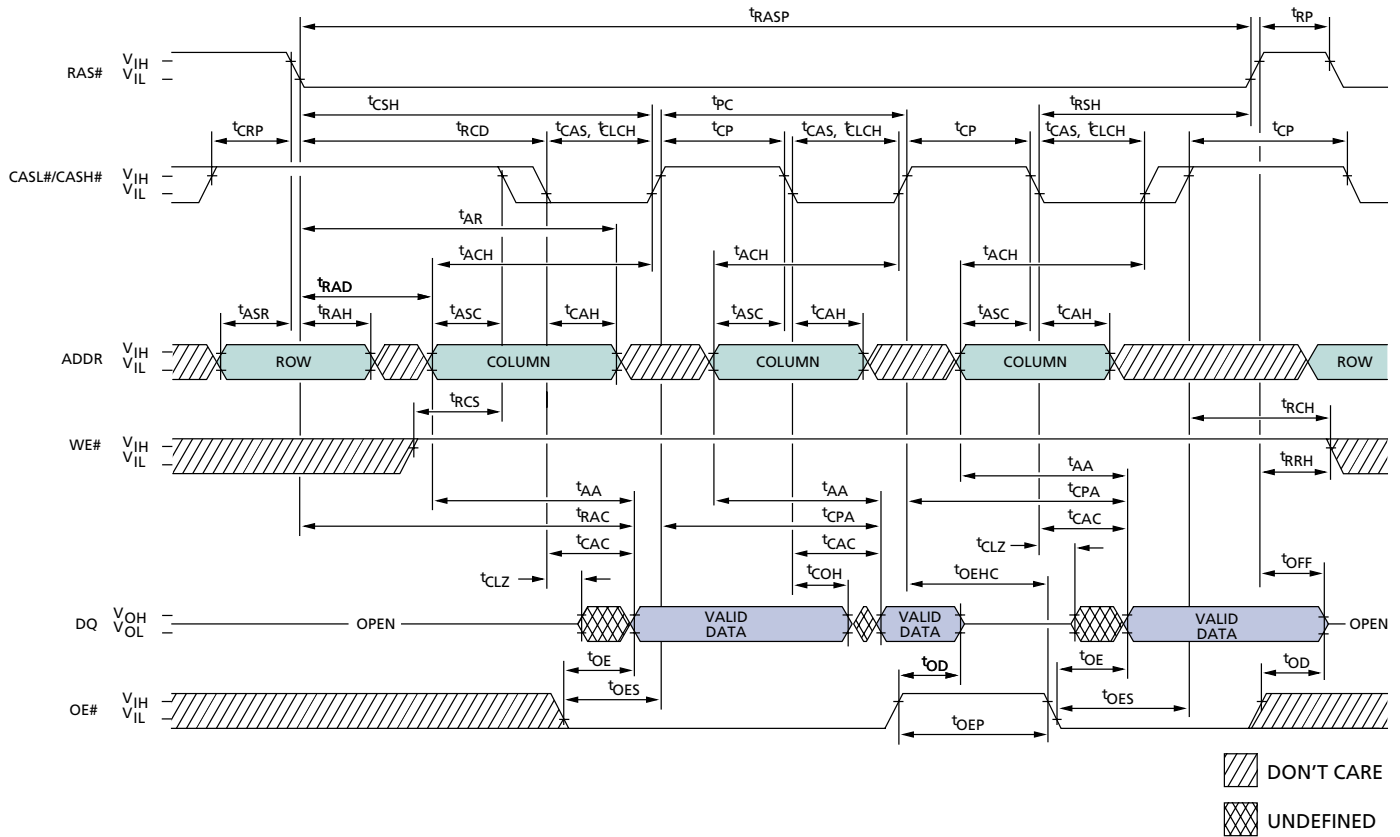 tRASP tRP
RAS# VIH
VIL
tCSH tPC tRSH
tCRP tRCD tCAS, tCLCH tCP tCAS, tCLCH tCP tCAS, tCLCH tCP
CASL#/CASH# VIH
VIL
tAR
tACH tACH tACH
tRAD
tASR tRAH tASC tCAH tASC tCAH tASC tCAH
ADDR VIH
VIL
ROW COLUMN COLUMN COLUMN ROW
tRCS tRCH
WE# VIH
VIL
tRRH
tAA tAA tAA
tRAC tCPA tCPA
tCAC tCAC tCAC
tCLZ tCOH tOEHC tCLZ tOFF
DQ VOH
VOL
OPEN VALID DATA VALID DATA VALID DATA OPEN
tOE tOD tOE tOD
tOES tOES
OE# VIH
VIL
tOEP
DON'T CARE
UNDEFINED